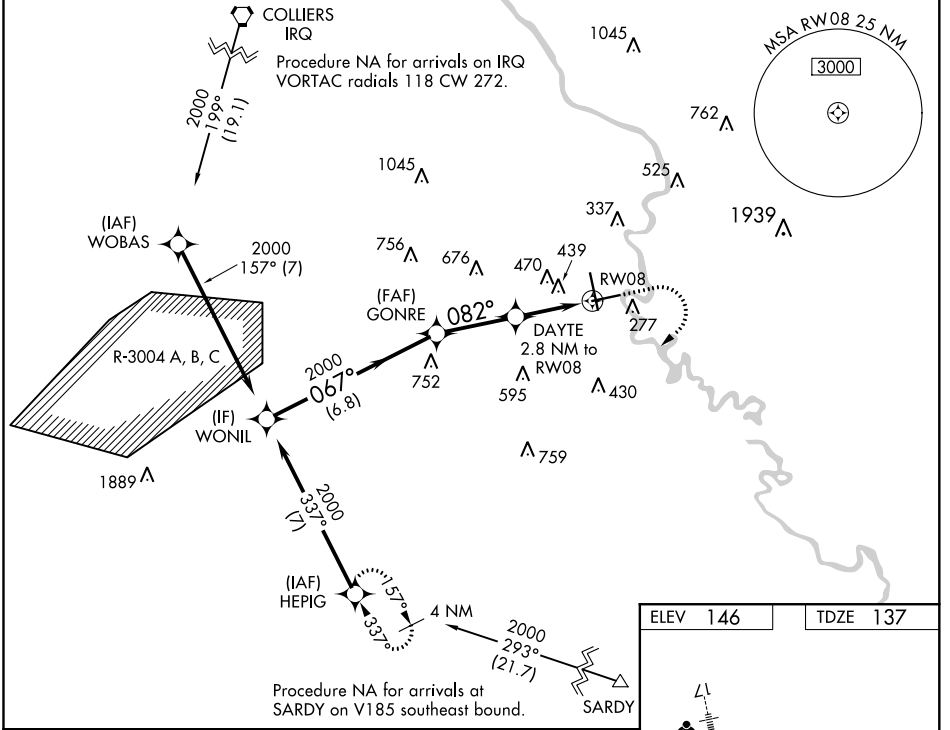 COLLIERS
IRQ
Procedure NA for arrivals on IRQ
VORTAC radials 118 CW 272.
2000
199°
(19.1)
1045
MSA RW08 25 NM
3000
762
1045
525
337
1939
(IAF)
WOBAS
2000
157° (7)
756
676
470
439
RW08
(FAF)
GONRE
082°
277
DAYTE
2.8 NM to
RW08
R-3004 A, B, C
2000
067°
(6.8)
752
595
430
(IF)
WONIL
759
1889
2000
337°
(7)
(IAF)
HEPIG
157°
337°
4 NM
2000
293°
(21.7)
SARDY
Procedure NA for arrivals at
SARDY on V185 southeast bound.
ELEV 146
TDZE 137
17